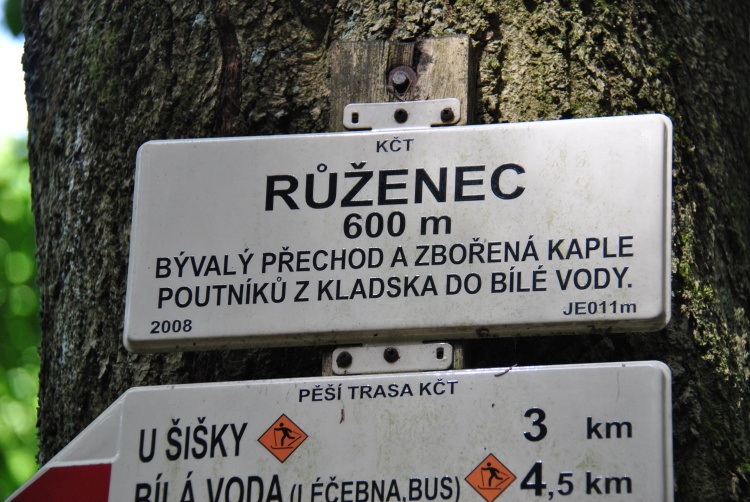 KČT
RŮŽENEC
600 m
BÝVALÝ PŘECHOD A ZBOŘENÁ KAPLE
POUTNÍKŮ Z KLADSKA DO BÍLÉ VODY.
2008 JE011m
PĚŠÍ TRASA KČT
U ŠIŠKY 3 km
BÍLÁ VODA (LÉČEBNA,BUS) 4,5 km